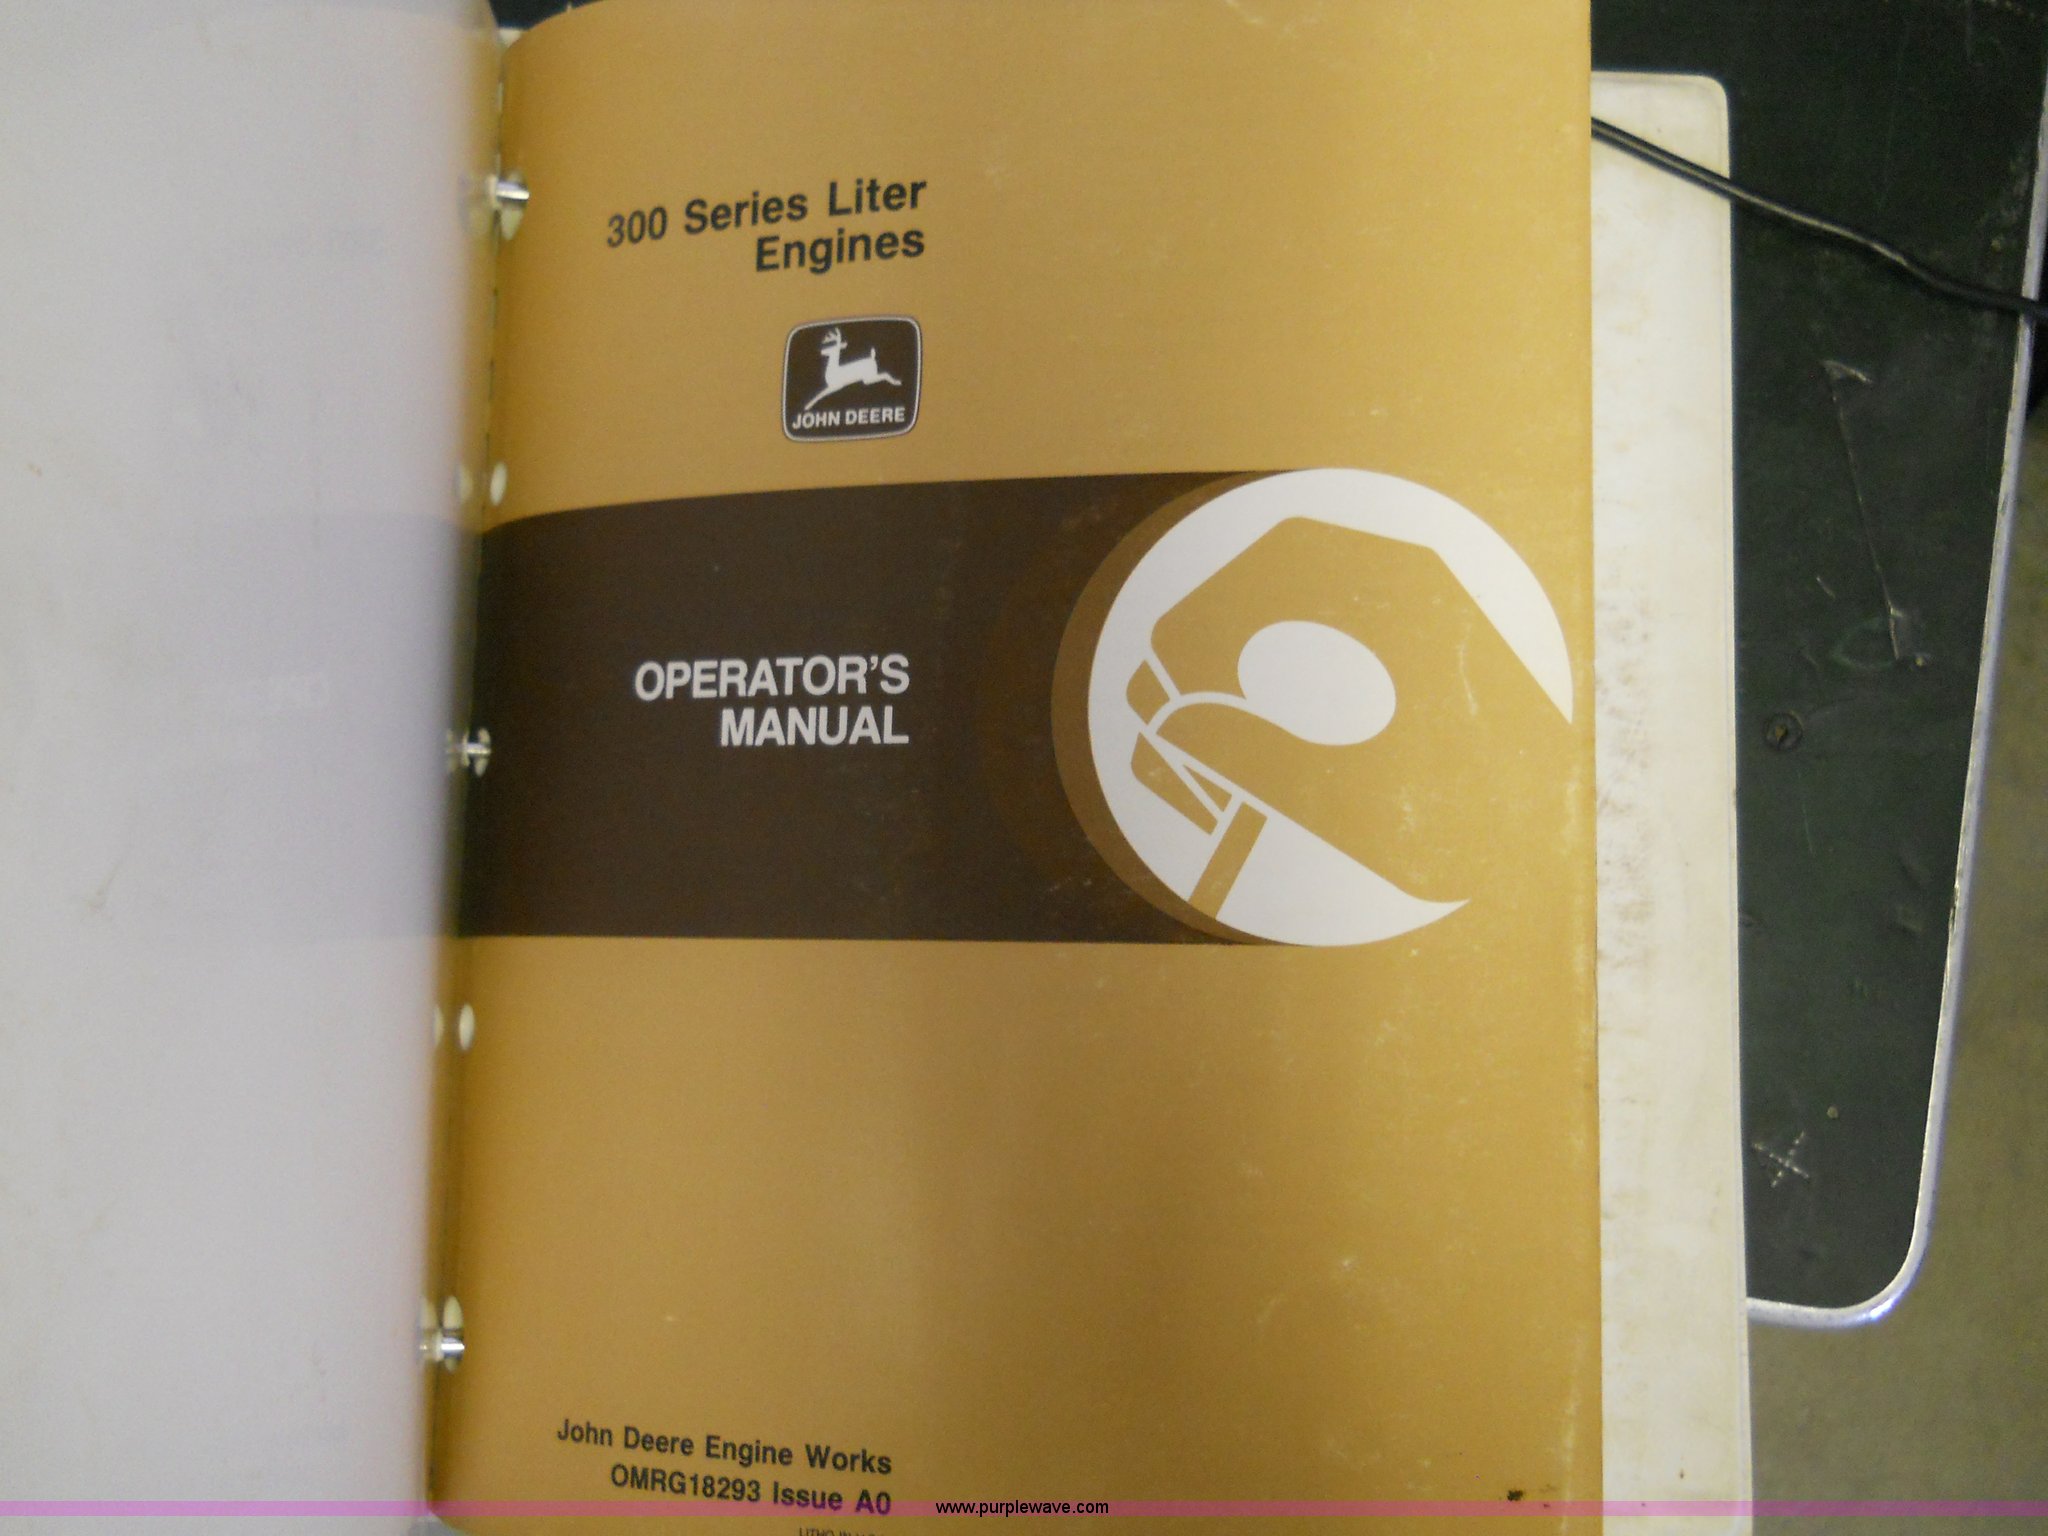 300 Series Liter
Engines
JOHN DEERE
OPERATOR'S
MANUAL
John Deere Engine Works
OMRG18293 Issue A0
www.purplewave.com